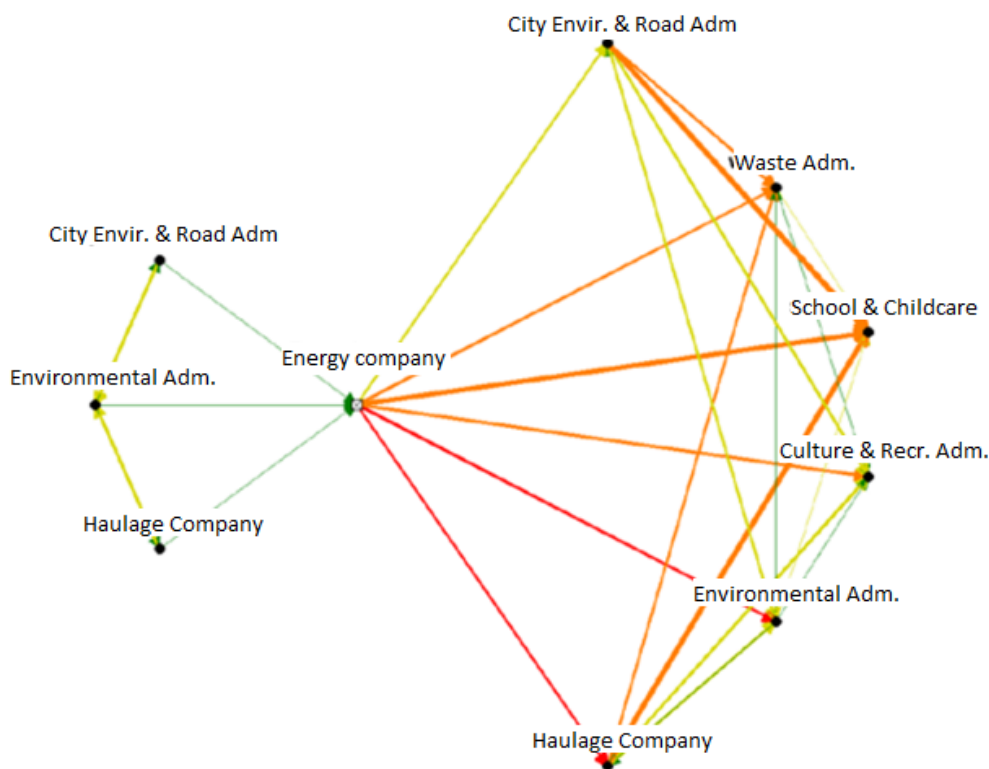 City Envir. & Road Adm
Waste Adm.
City Envir. & Road Adm
School & Childcare
Energy company
Environmental Adm.
Culture & Recr. Adm.
Haulage Company
Environmental Adm.
Haulage Company